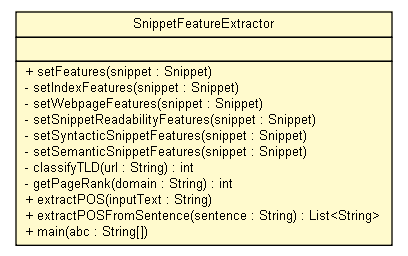 SnippetFeatureExtractor
+ setFeatures(snippet : Snippet)
- setIndexFeatures(snippet : Snippet)
- setWebpageFeatures(snippet : Snippet)
- setSnippetReadabilityFeatures(snippet : Snippet)
- setSyntacticSnippetFeatures(snippet : Snippet)
- setSemanticSnippetFeatures(snippet : Snippet)
- classifyTLD(url : String) : int
- getPageRank(domain : String) : int
+ extractPOS(inputText : String)
+ extractPOSFromSentence(sentence : String) : List<String>
+ main(abc : String[])